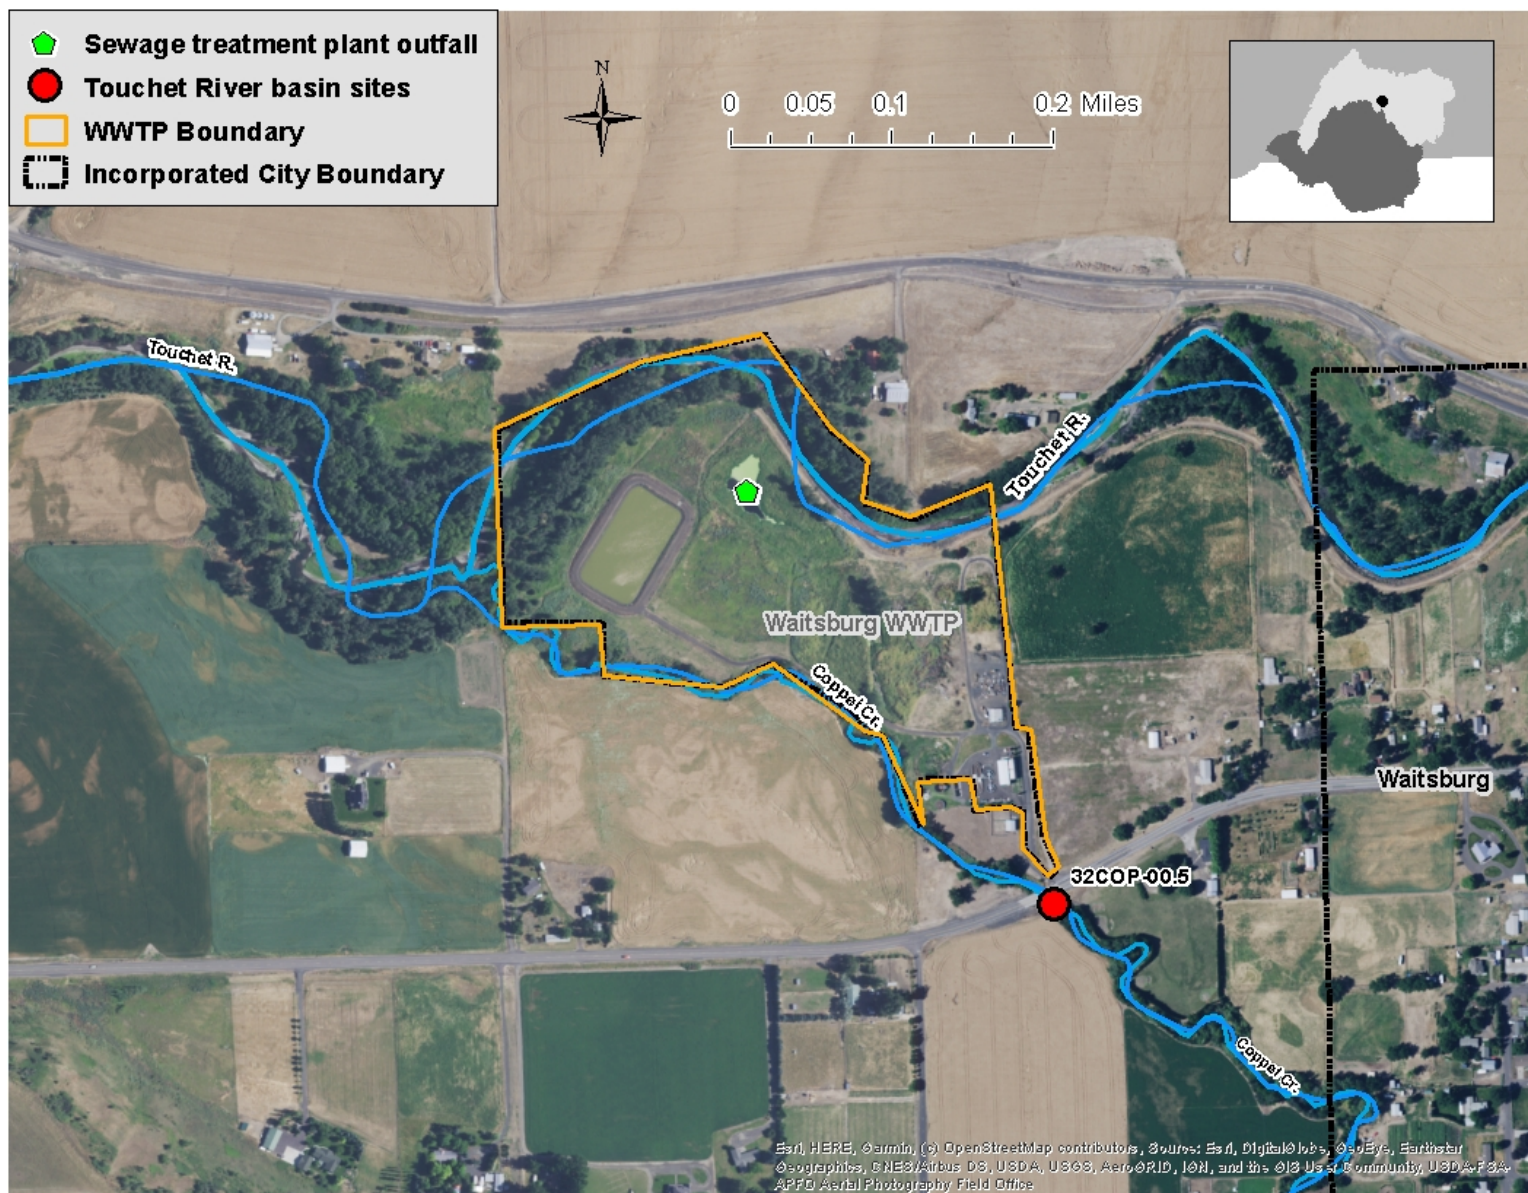 Sewage treatment plant outfall
Touchet River basin sites
WWTP Boundary
Incorporated City Boundary
N
0 0.05 0.1 0.2 Miles
Touchet R.
Touchet R.
Waitsburg WWTP
Coppei Cr.
Waitsburg
32COP-00.5
Coppei Cr.
Esri, HERE, Garmin, (c) OpenStreetMap contributors, Source: Esri, DigitalGlobe, GeoEye, Earthstar
Geographics, CNES/Airbus DS, USDA, USGS, AeroGRID, IGN, and the GIS User Community, USDA-FSA-
APFO Aerial Photography Field Office